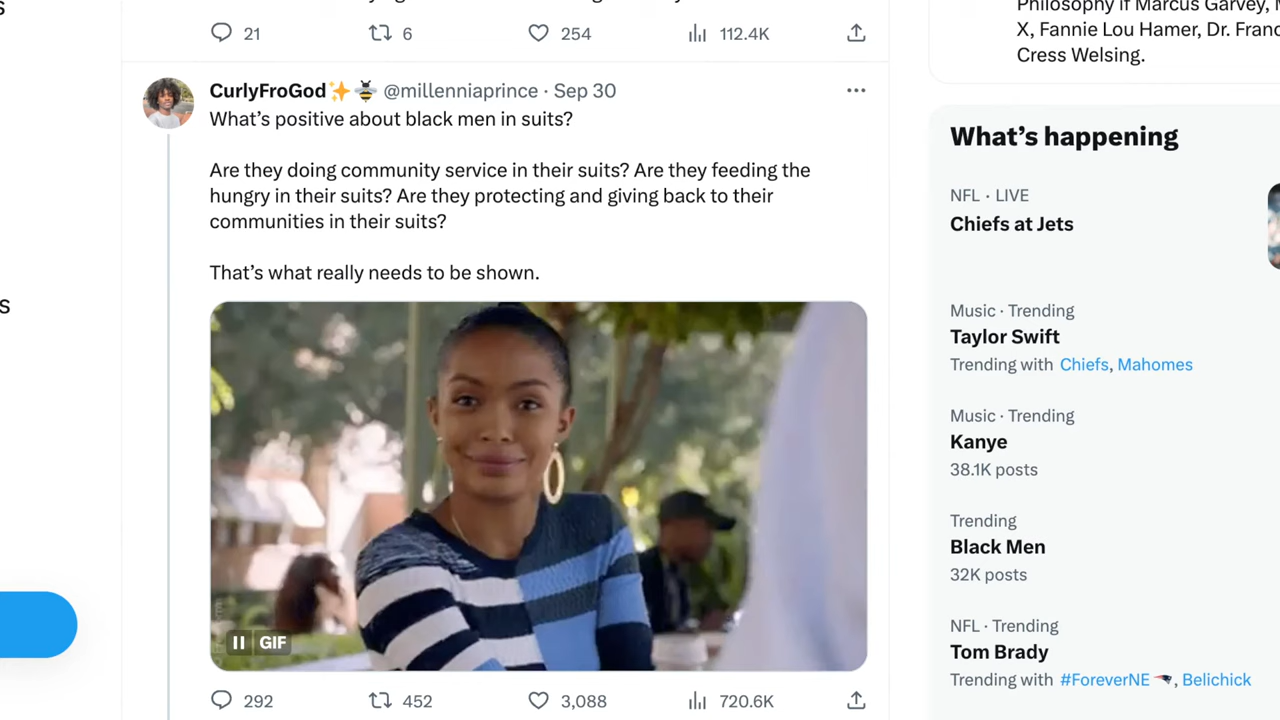 21 6 254 112.4K
CurlyFroGod✨🐝 @millenniaprince · Sep 30
What's positive about black men in suits?
Are they doing community service in their suits? Are they feeding the
hungry in their suits? Are they protecting and giving back to their
communities in their suits?
That's what really needs to be shown.
GIF
292 452 3,088 720.6K
Philosophy if Marcus Garvey,
X, Fannie Lou Hamer, Dr.
Cress Welsing.
What's happening
NFL · LIVE
Chiefs at Jets
Music · Trending
Taylor Swift
Trending with Chiefs, Mahomes
Music · Trending
Kanye
38.1K posts
Trending
Black Men
32K posts
NFL · Trending
Tom Brady
Trending with #ForeverNE , Belichick